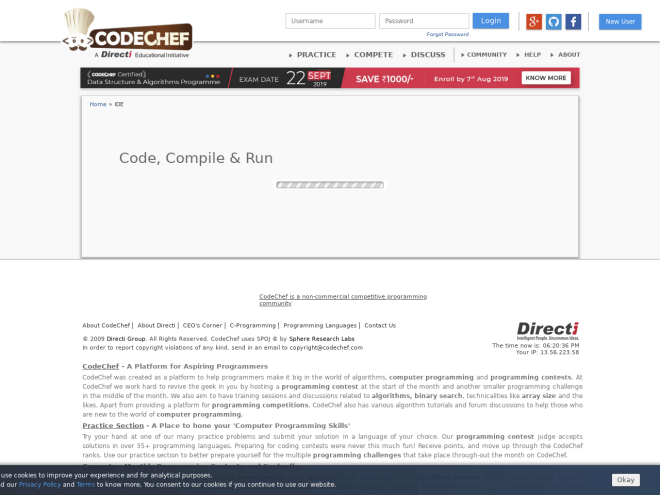 Username
Password
Login
New User
Forgot Password
CODECHEF
A Directi Educational Initiative
PRACTICE
COMPETE
DISCUSS
COMMUNITY
HELP
ABOUT
CODECHEF Certified
Data Structure & Algorithms Programme
EXAM DATE 22 SEPT 2019
SAVE ₹1000/-
Enroll by 7th Aug 2019
KNOW MORE
Home » IDE
Code, Compile & Run
CodeChef is a non-commercial competitive programming
community
About CodeChef | About Directi | CEO's Corner | C-Programming | Programming Languages | Contact Us
Directi
Intelligent People. Uncommon Ideas.
© 2009 Directi Group. All Rights Reserved. CodeChef uses SPOJ © by Sphere Research Labs
In order to report copyright violations of any kind, send in an email to copyright@codechef.com
The time now is: 06:20:36 PM
Your IP: 13.56.223.58
CodeChef - A Platform for Aspiring Programmers
CodeChef was created as a platform to help programmers make it big in the world of algorithms, computer programming and programming contests. At
CodeChef we work hard to revive the geek in you by hosting a programming contest at the start of the month and another smaller programming challenge
in the middle of the month. We also aim to have training sessions and discussions related to algorithms, binary search, technicalities like array size and the
likes. Apart from providing a platform for programming competitions, CodeChef also has various algorithm tutorials and forum discussions to help those who
are new to the world of computer programming.
Practice Section - A Place to hone your 'Computer Programming Skills'
Try your hand at one of our many practice problems and submit your solution in a language of your choice. Our programming contest judge accepts
solutions in over 35+ programming languages. Preparing for coding contests were never this much fun! Receive points, and move up through the CodeChef
ranks. Use our practice section to better prepare yourself for the multiple programming challenges that take place through-out the month on CodeChef.
use cookies to improve your experience and for analytical purposes.
d our Privacy Policy and Terms to know more. You consent to our cookies if you continue to use our website.
Okay